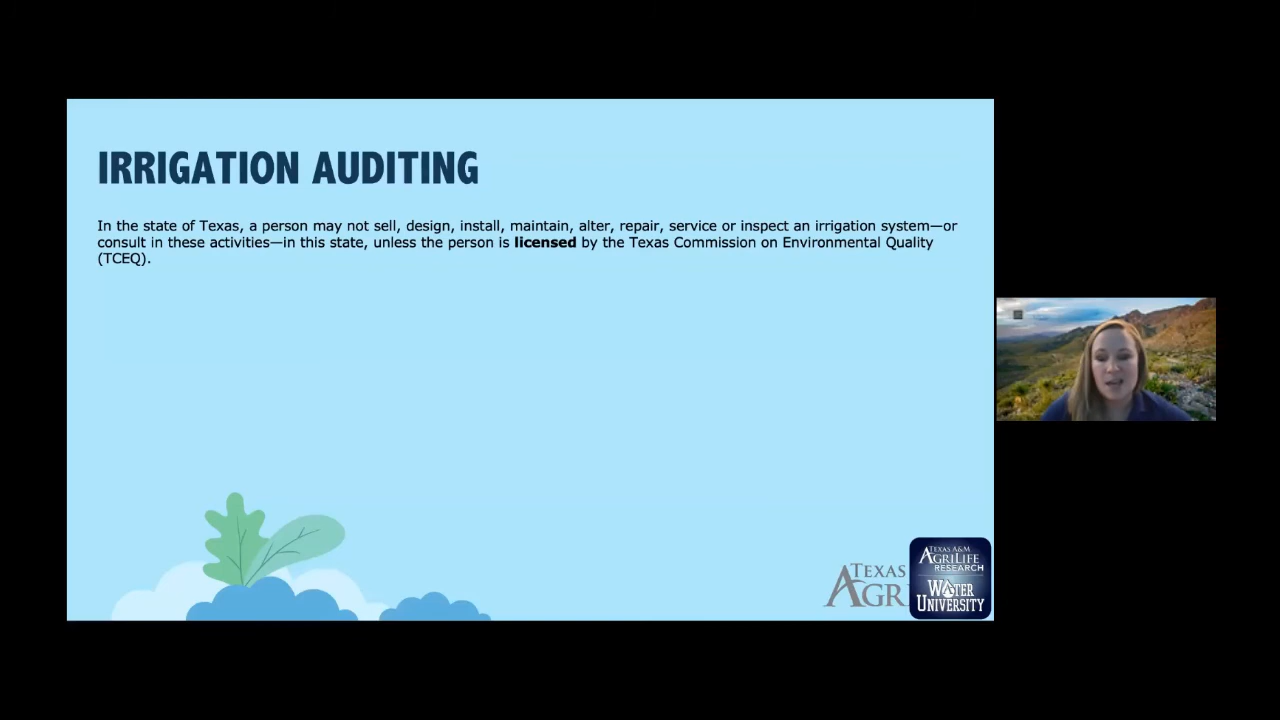 IRRIGATION AUDITING
In the state of Texas, a person may not sell, design, install, maintain, alter, repair, service or inspect an irrigation system—or
consult in these activities—in this state, unless the person is licensed by the Texas Commission on Environmental Quality
(TCEQ).
TEXAS
AGR
TEXAS A&M
AGRILIFE
RESEARCH
WATER
UNIVERSITY